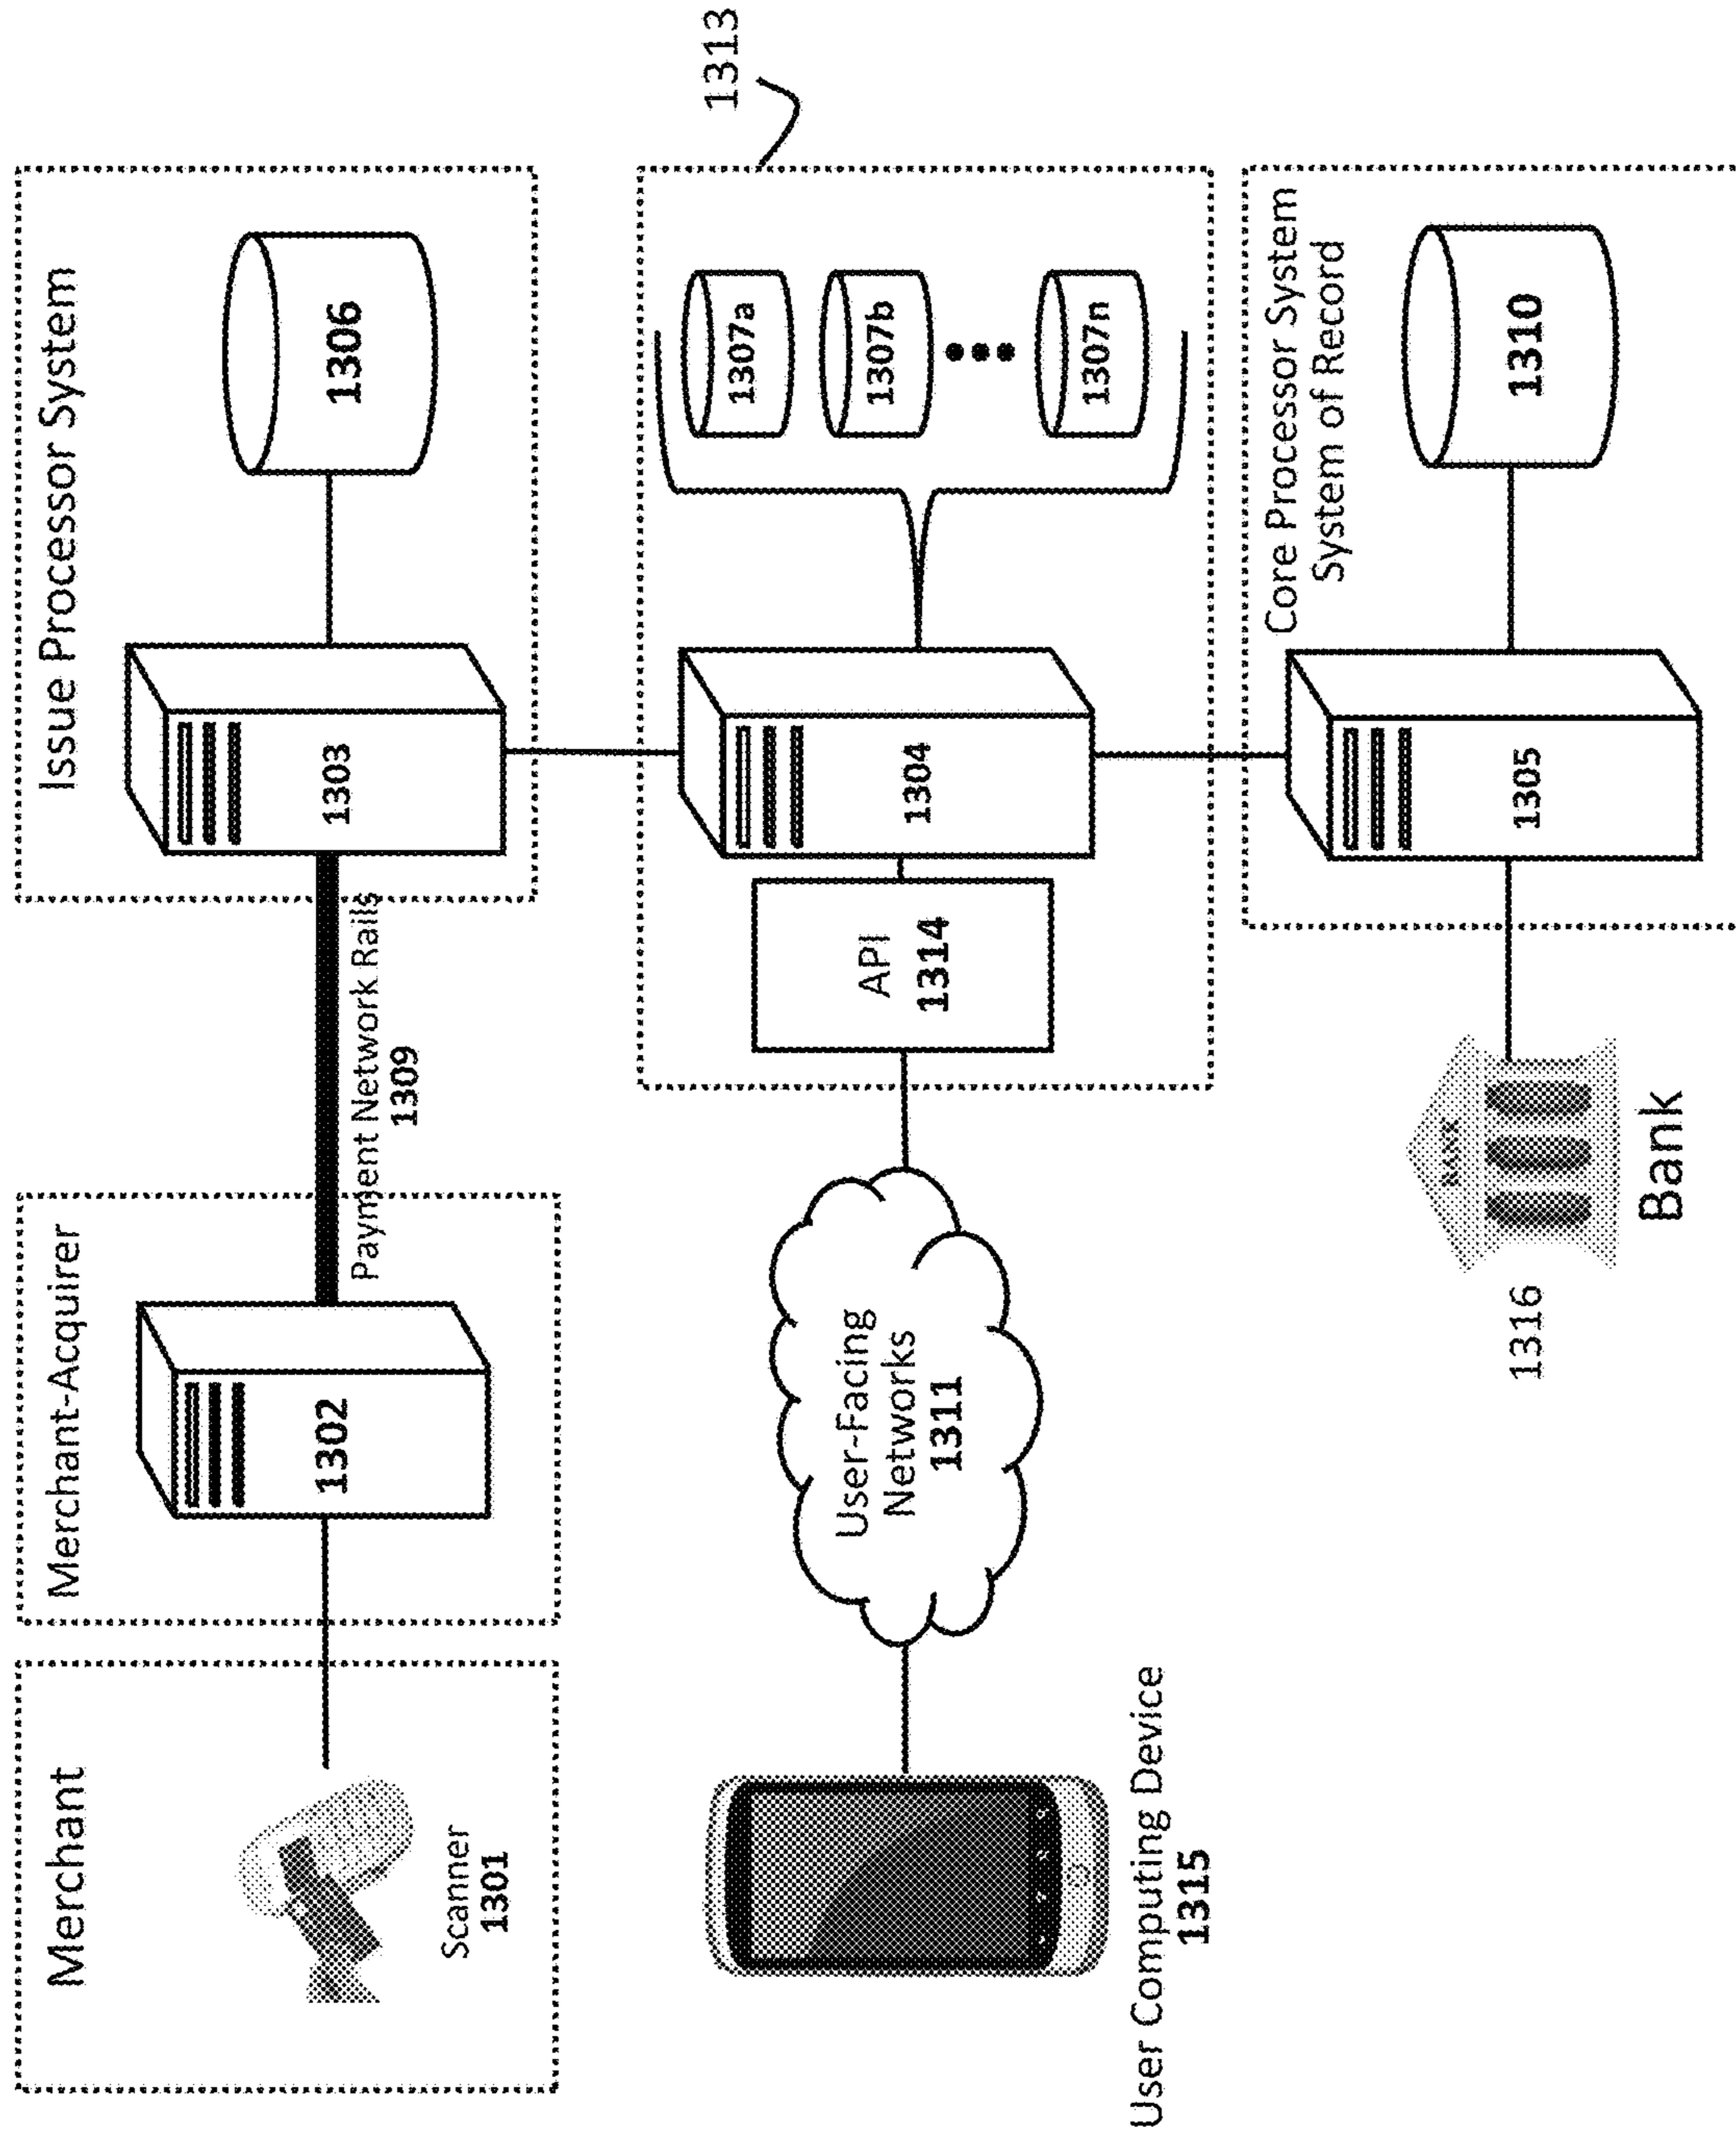 Merchant
Scanner
1301
Merchant-Acquirer
1302
Payment Network Rails
1309
Issue Processor System
1303
1306
User Computing Device
1315
User-Facing
Networks
1311
API
1314
1304
1307a
1307b
1307n
1313
1316
BANK
Bank
Core Processor System
System of Record
1305
1310